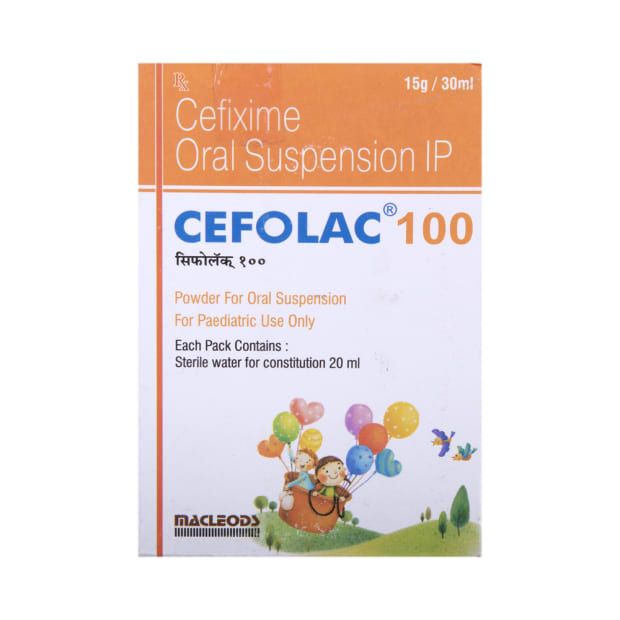 Rx 15g / 30ml
Cefixime
Oral Suspension IP
CEFOLAC® 100
सिफोलॅक् १००
Powder For Oral Suspension
For Paediatric Use Only
Each Pack Contains :
Sterile water for constitution 20 ml
MACLEODS